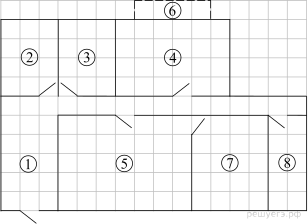 ⑥
② ③ ④
① ⑤ ⑦ ⑧
решуегэ.рф